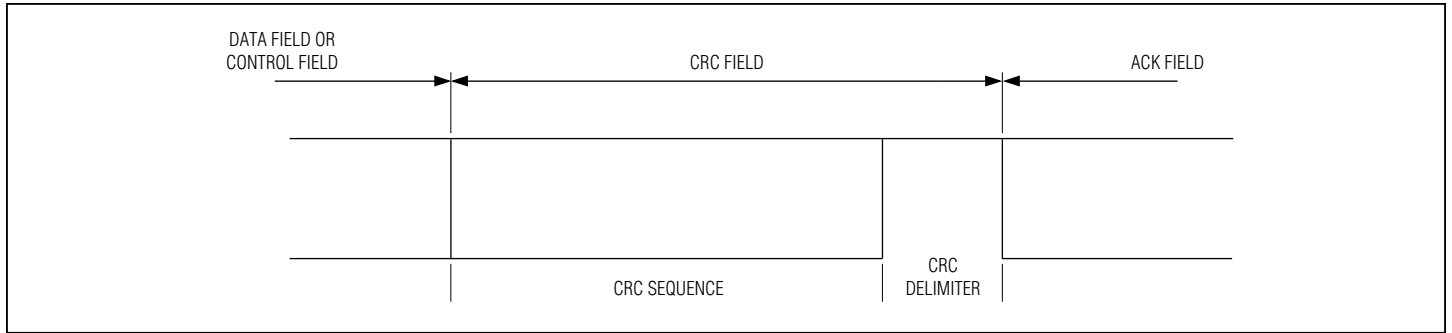 DATA FIELD OR
CONTROL FIELD
CRC FIELD
ACK FIELD
CRC SEQUENCE
CRC
DELIMITER